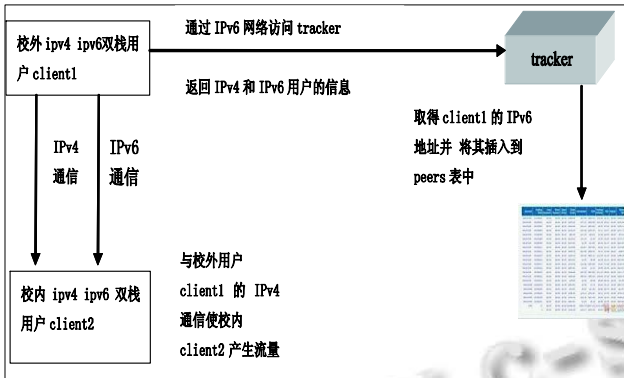 校外 ipv4 ipv6双栈用
户 client1
通过 IPv6 网络访问 tracker
返回 IPv4 和 IPv6 用户的信息
tracker
取得 client1 的 IPv6
地址并 将其插入到
peers 表中
IPv4
通信
IPv6
通信
校内 ipv4 ipv6 双栈
用户 client2
与校外用户
client1 的 IPv4
通信使校内
client2 产生流量